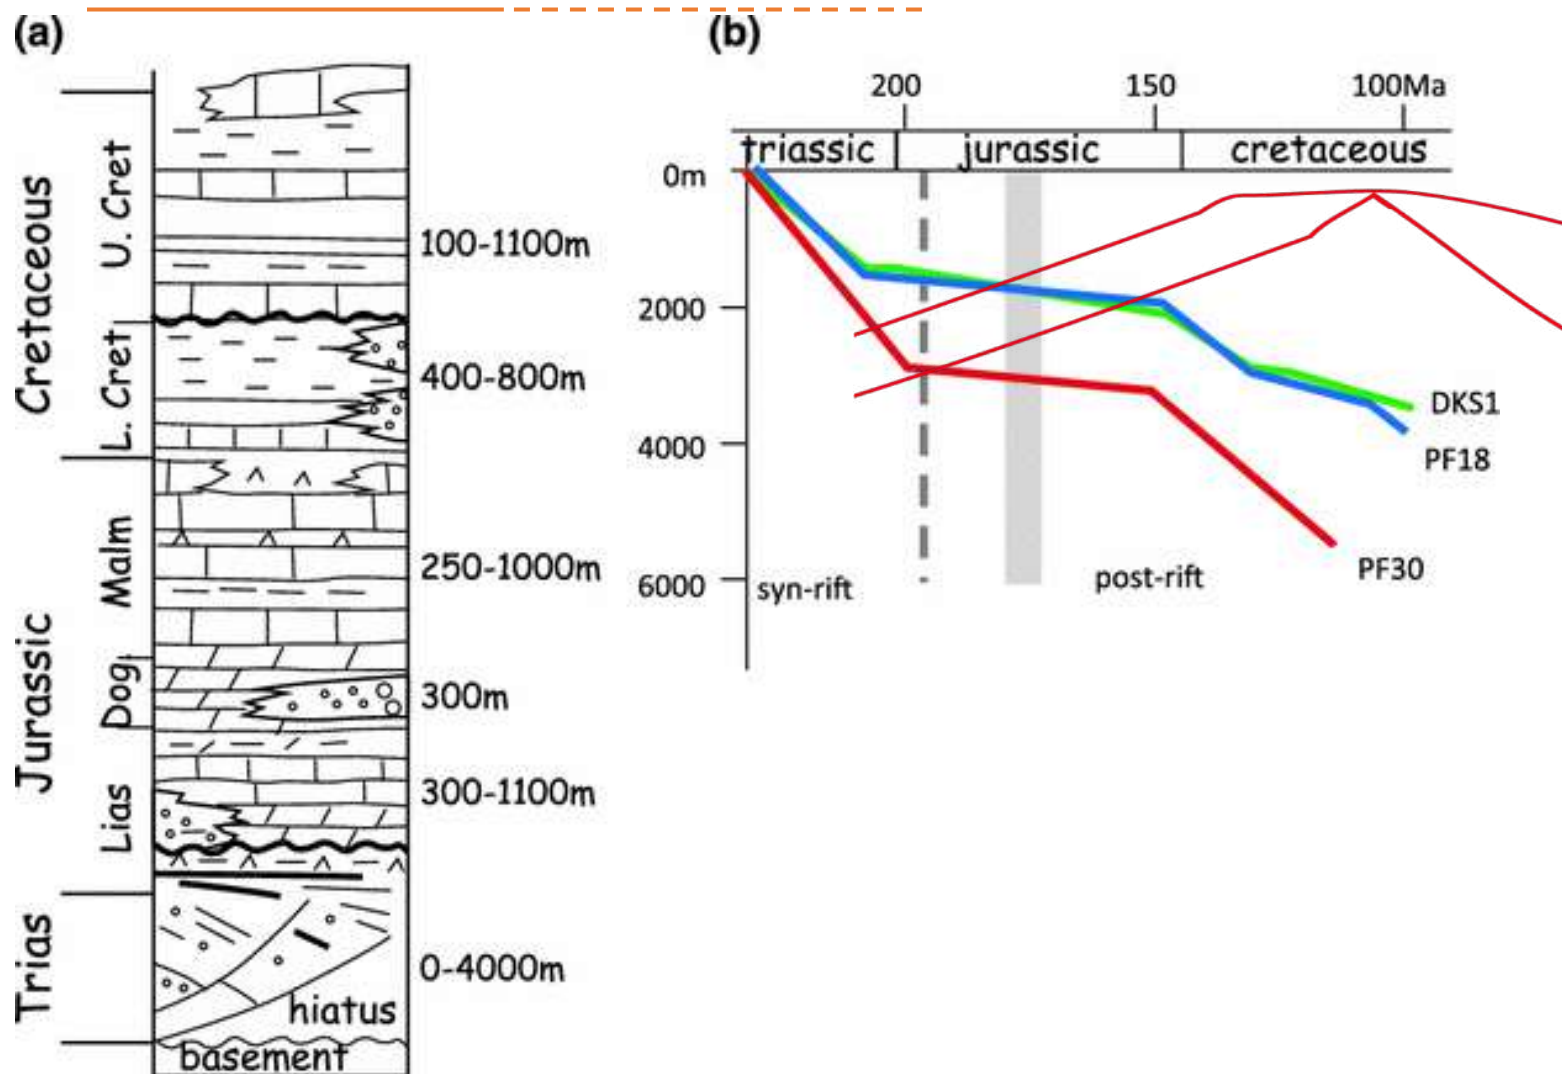 (a)
Cretaceous
U. Cret
100-1100m
L. Cret
400-800m
Jurassic
Malm
250-1000m
Dog.
300m
Lias
300-1100m
Trias
0-4000m
hiatus
basement
(b)
200 150 100Ma
triassic jurassic cretaceous
0m
2000
4000
6000
DKS1
PF18
PF30
syn-rift post-rift